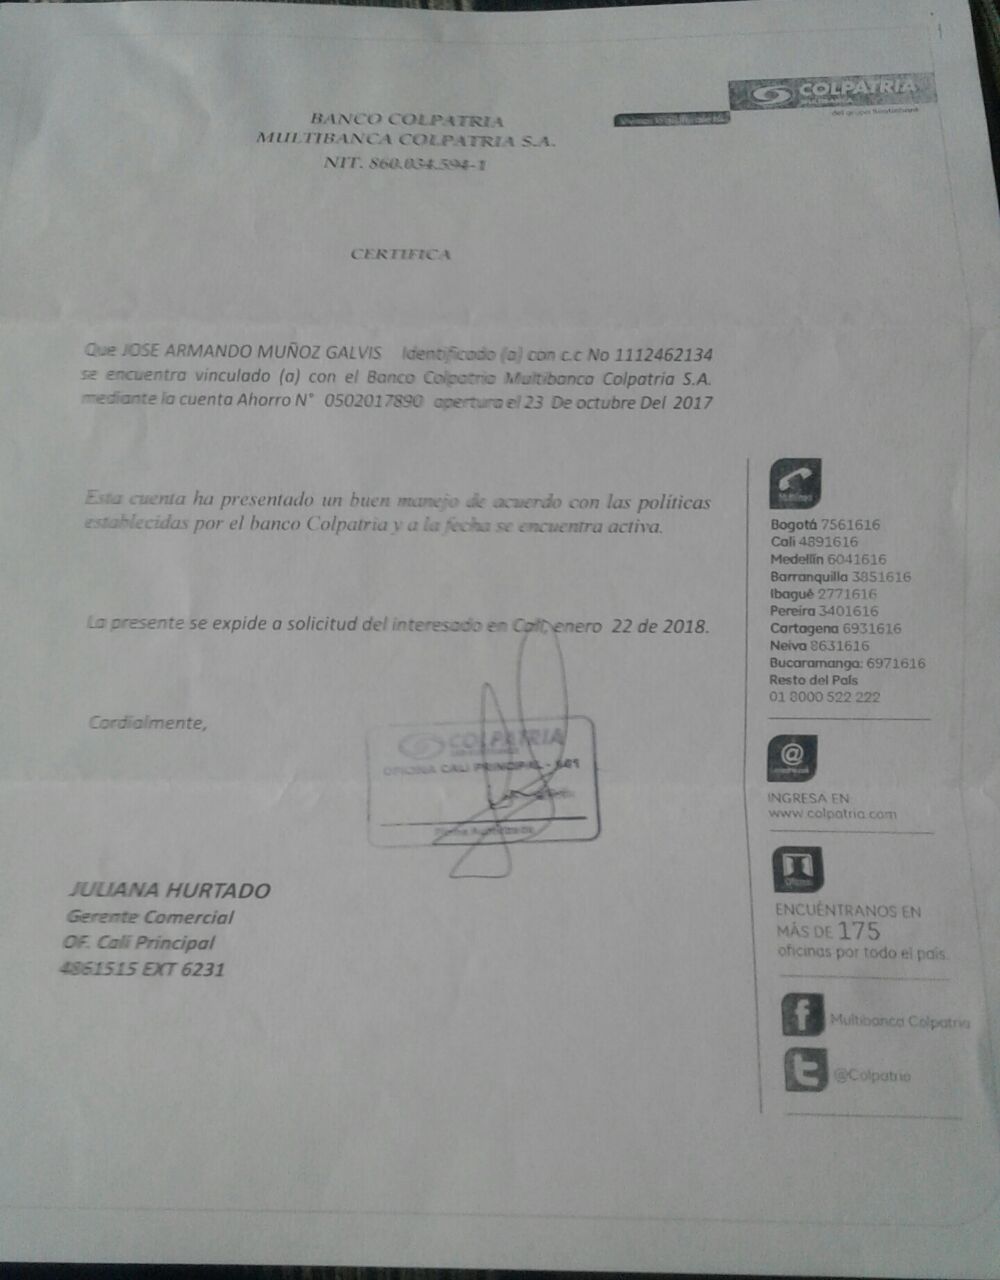 COLPATRIA
MULTIBANCA
del grupo Scotiabank
BANCO COLPATRIA
MULTIBANCA COLPATRIA S.A.
NIT. 860.034.594-1
CERTIFICA
Que JOSE ARMANDO MUÑOZ GALVIS Identificado (a) con c.c No 1112462134
se encuentra vinculado (a) con el Banco Colpatria Multibanca Colpatria S.A.
mediante la cuenta Ahorro N° 0502017890 apertura el 23 De octubre Del 2017
Esta cuenta ha presentado un buen manejo de acuerdo con las políticas
establecidas por el banco Colpatria y a la fecha se encuentra activa.
La presente se expide a solicitud del interesado en Cali, enero 22 de 2018.
Cordialmente,
COLPATRIA
OFICINA CALI PRINCIPAL -
Firma Autorizada
JULIANA HURTADO
Gerente Comercial
OF. Cali Principal
4861515 EXT 6231
Bogotá 7561616
Cali 4891616
Medellín 6041616
Barranquilla 3851616
Ibagué 2771616
Pereira 3401616
Cartagena 6931616
Neiva 8631616
Bucaramanga: 6971616
Resto del País
01 8000 522 222
@
INGRESA EN
www.colpatria.com
ENCUÉNTRANOS EN
MÁS DE 175
oficinas por todo el país.
f Multibanca Colpatria
t @Colpatria